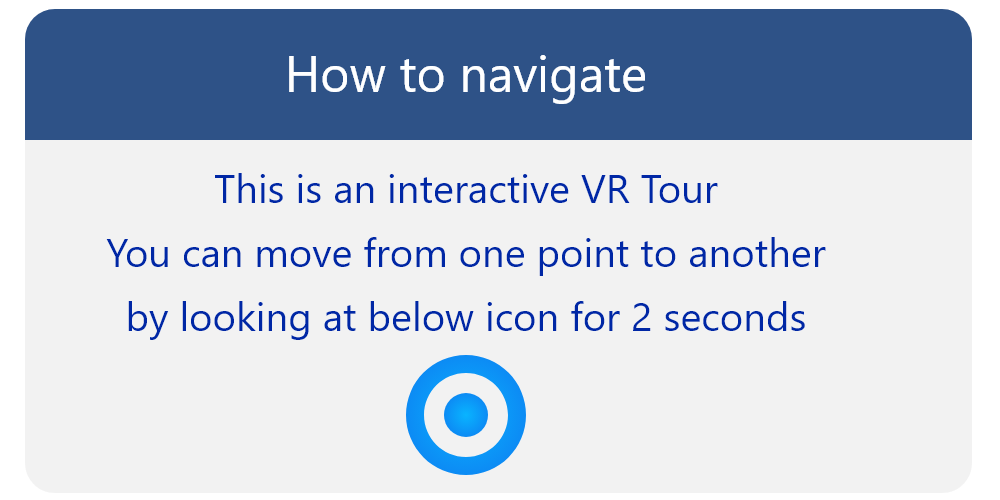 How to navigate
This is an interactive VR Tour
You can move from one point to another
by looking at below icon for 2 seconds